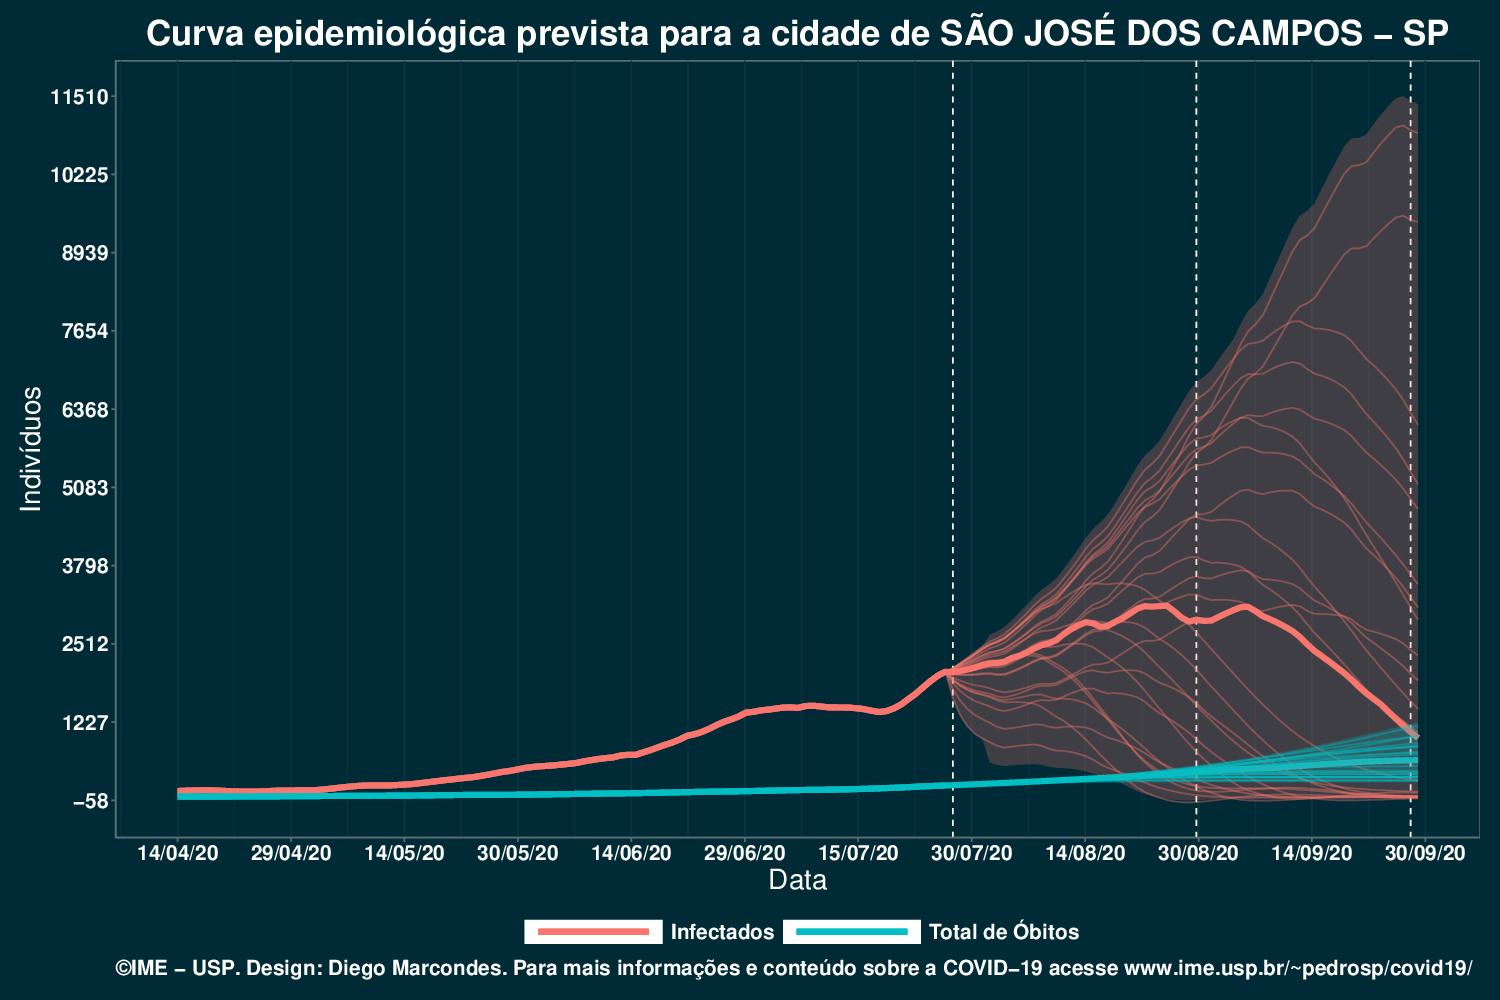 Curva epidemiológica prevista para a cidade de SÃO JOSÉ DOS CAMPOS – SP
11510
10225
8939
7654
6368
5083
3798
2512
1227
–58
Indivíduos
14/04/20 29/04/20 14/05/20 30/05/20 14/06/20 29/06/20 15/07/20 30/07/20 14/08/20 30/08/20 14/09/20 30/09/20
Data
Infectados Total de Óbitos
©IME – USP. Design: Diego Marcondes. Para mais informações e conteúdo sobre a COVID–19 acesse www.ime.usp.br/~pedrosp/covid19/